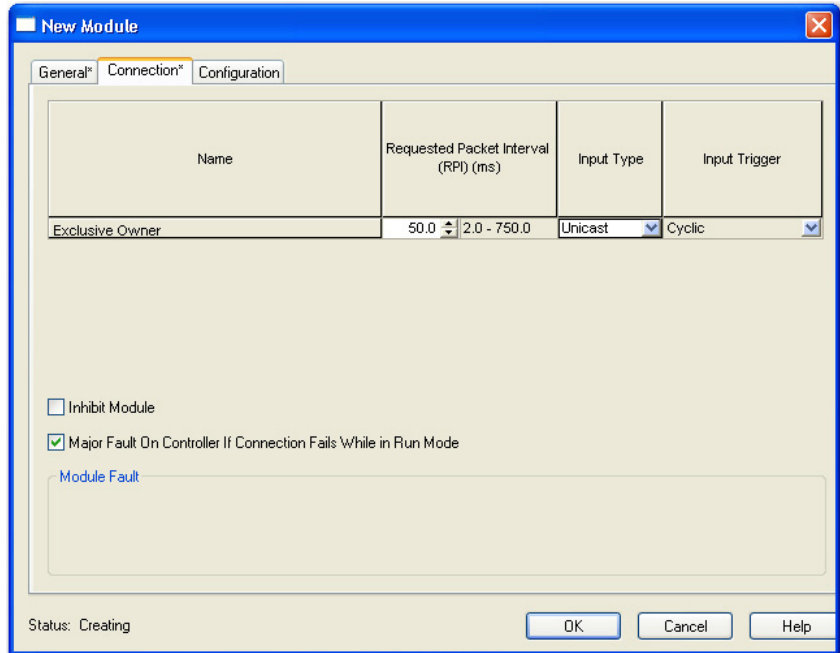 New Module
General* Connection* Configuration
Name
Requested Packet Interval
(RPI) (ms)
Input Type
Input Trigger
Exclusive Owner
50.0
2.0 - 750.0
Unicast
Cyclic
Inhibit Module
Major Fault On Controller If Connection Fails While in Run Mode
Module Fault
Status: Creating
OK
Cancel
Help